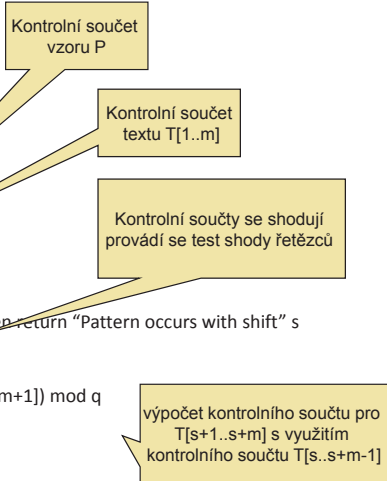 Kontrolní součet
vzoru P
Kontrolní součet
textu T[1..m]
Kontrolní součty se shodují
provádí se test shody řetězců
return “Pattern occurs with shift” s
m+1]) mod q
výpočet kontrolního součtu pro
T[s+1..s+m] s využitím
kontrolního součtu T[s..s+m-1]